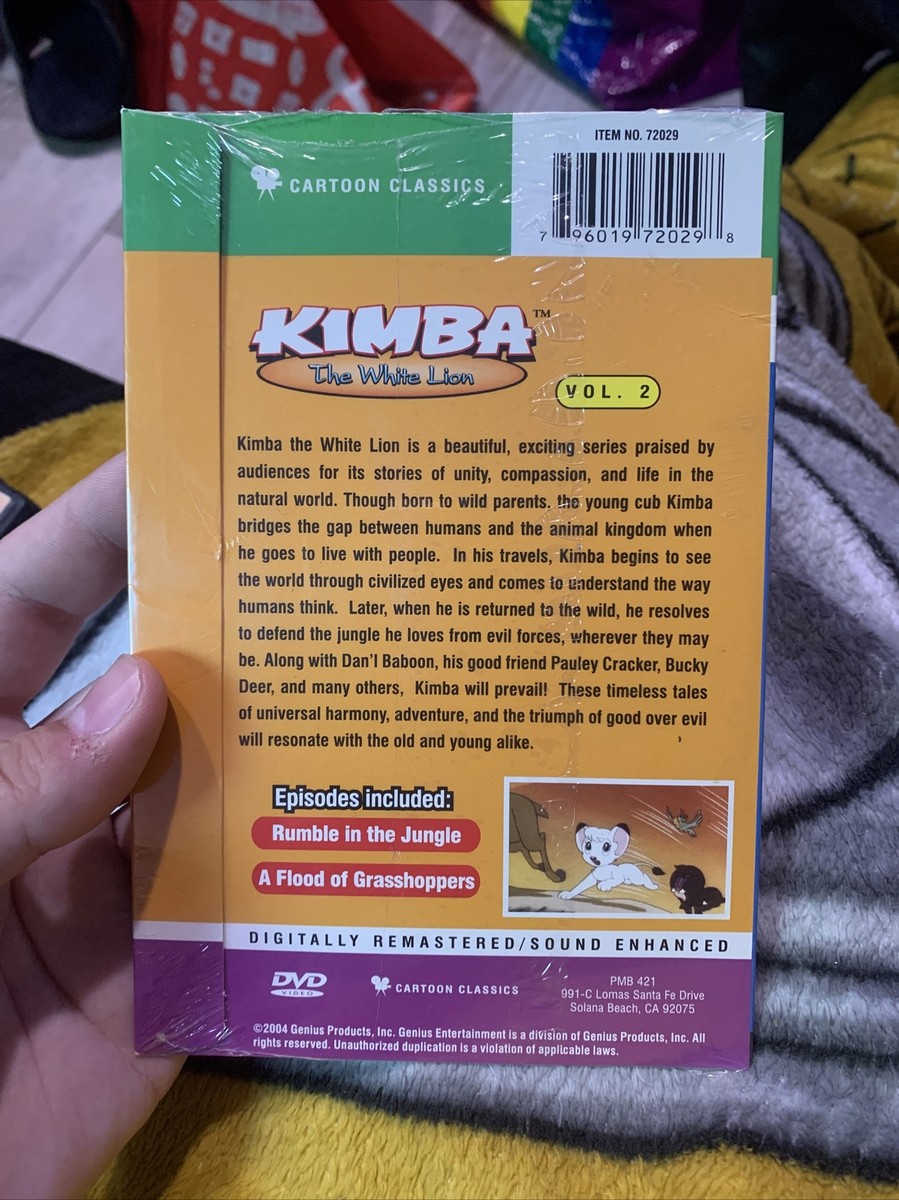 ITEM NO. 72029
CARTOON CLASSICS
7 96019 72029 8
KIMBA™
The White Lion
VOL. 2
Kimba the White Lion is a beautiful, exciting series praised by
audiences for its stories of unity, compassion, and life in the
natural world. Though born to wild parents, the young cub Kimba
bridges the gap between humans and the animal kingdom when
he goes to live with people. In his travels, Kimba begins to see
the world through civilized eyes and comes to understand the way
humans think. Later, when he is returned to the wild, he resolves
to defend the jungle he loves from evil forces, wherever they may
be. Along with Dan'l Baboon, his good friend Pauley Cracker, Bucky
Deer, and many others, Kimba will prevail! These timeless tales
of universal harmony, adventure, and the triumph of good over evil
will resonate with the old and young alike.
Episodes included:
Rumble in the Jungle
A Flood of Grasshoppers
DIGITALLY REMASTERED/SOUND ENHANCED
DVD
VIDEO
CARTOON CLASSICS
PMB 421
991-C Lomas Santa Fe Drive
Solana Beach, CA 92075
©2004 Genius Products, Inc. Genius Entertainment is a division of Genius Products, Inc. All
rights reserved. Unauthorized duplication is a violation of applicable laws.